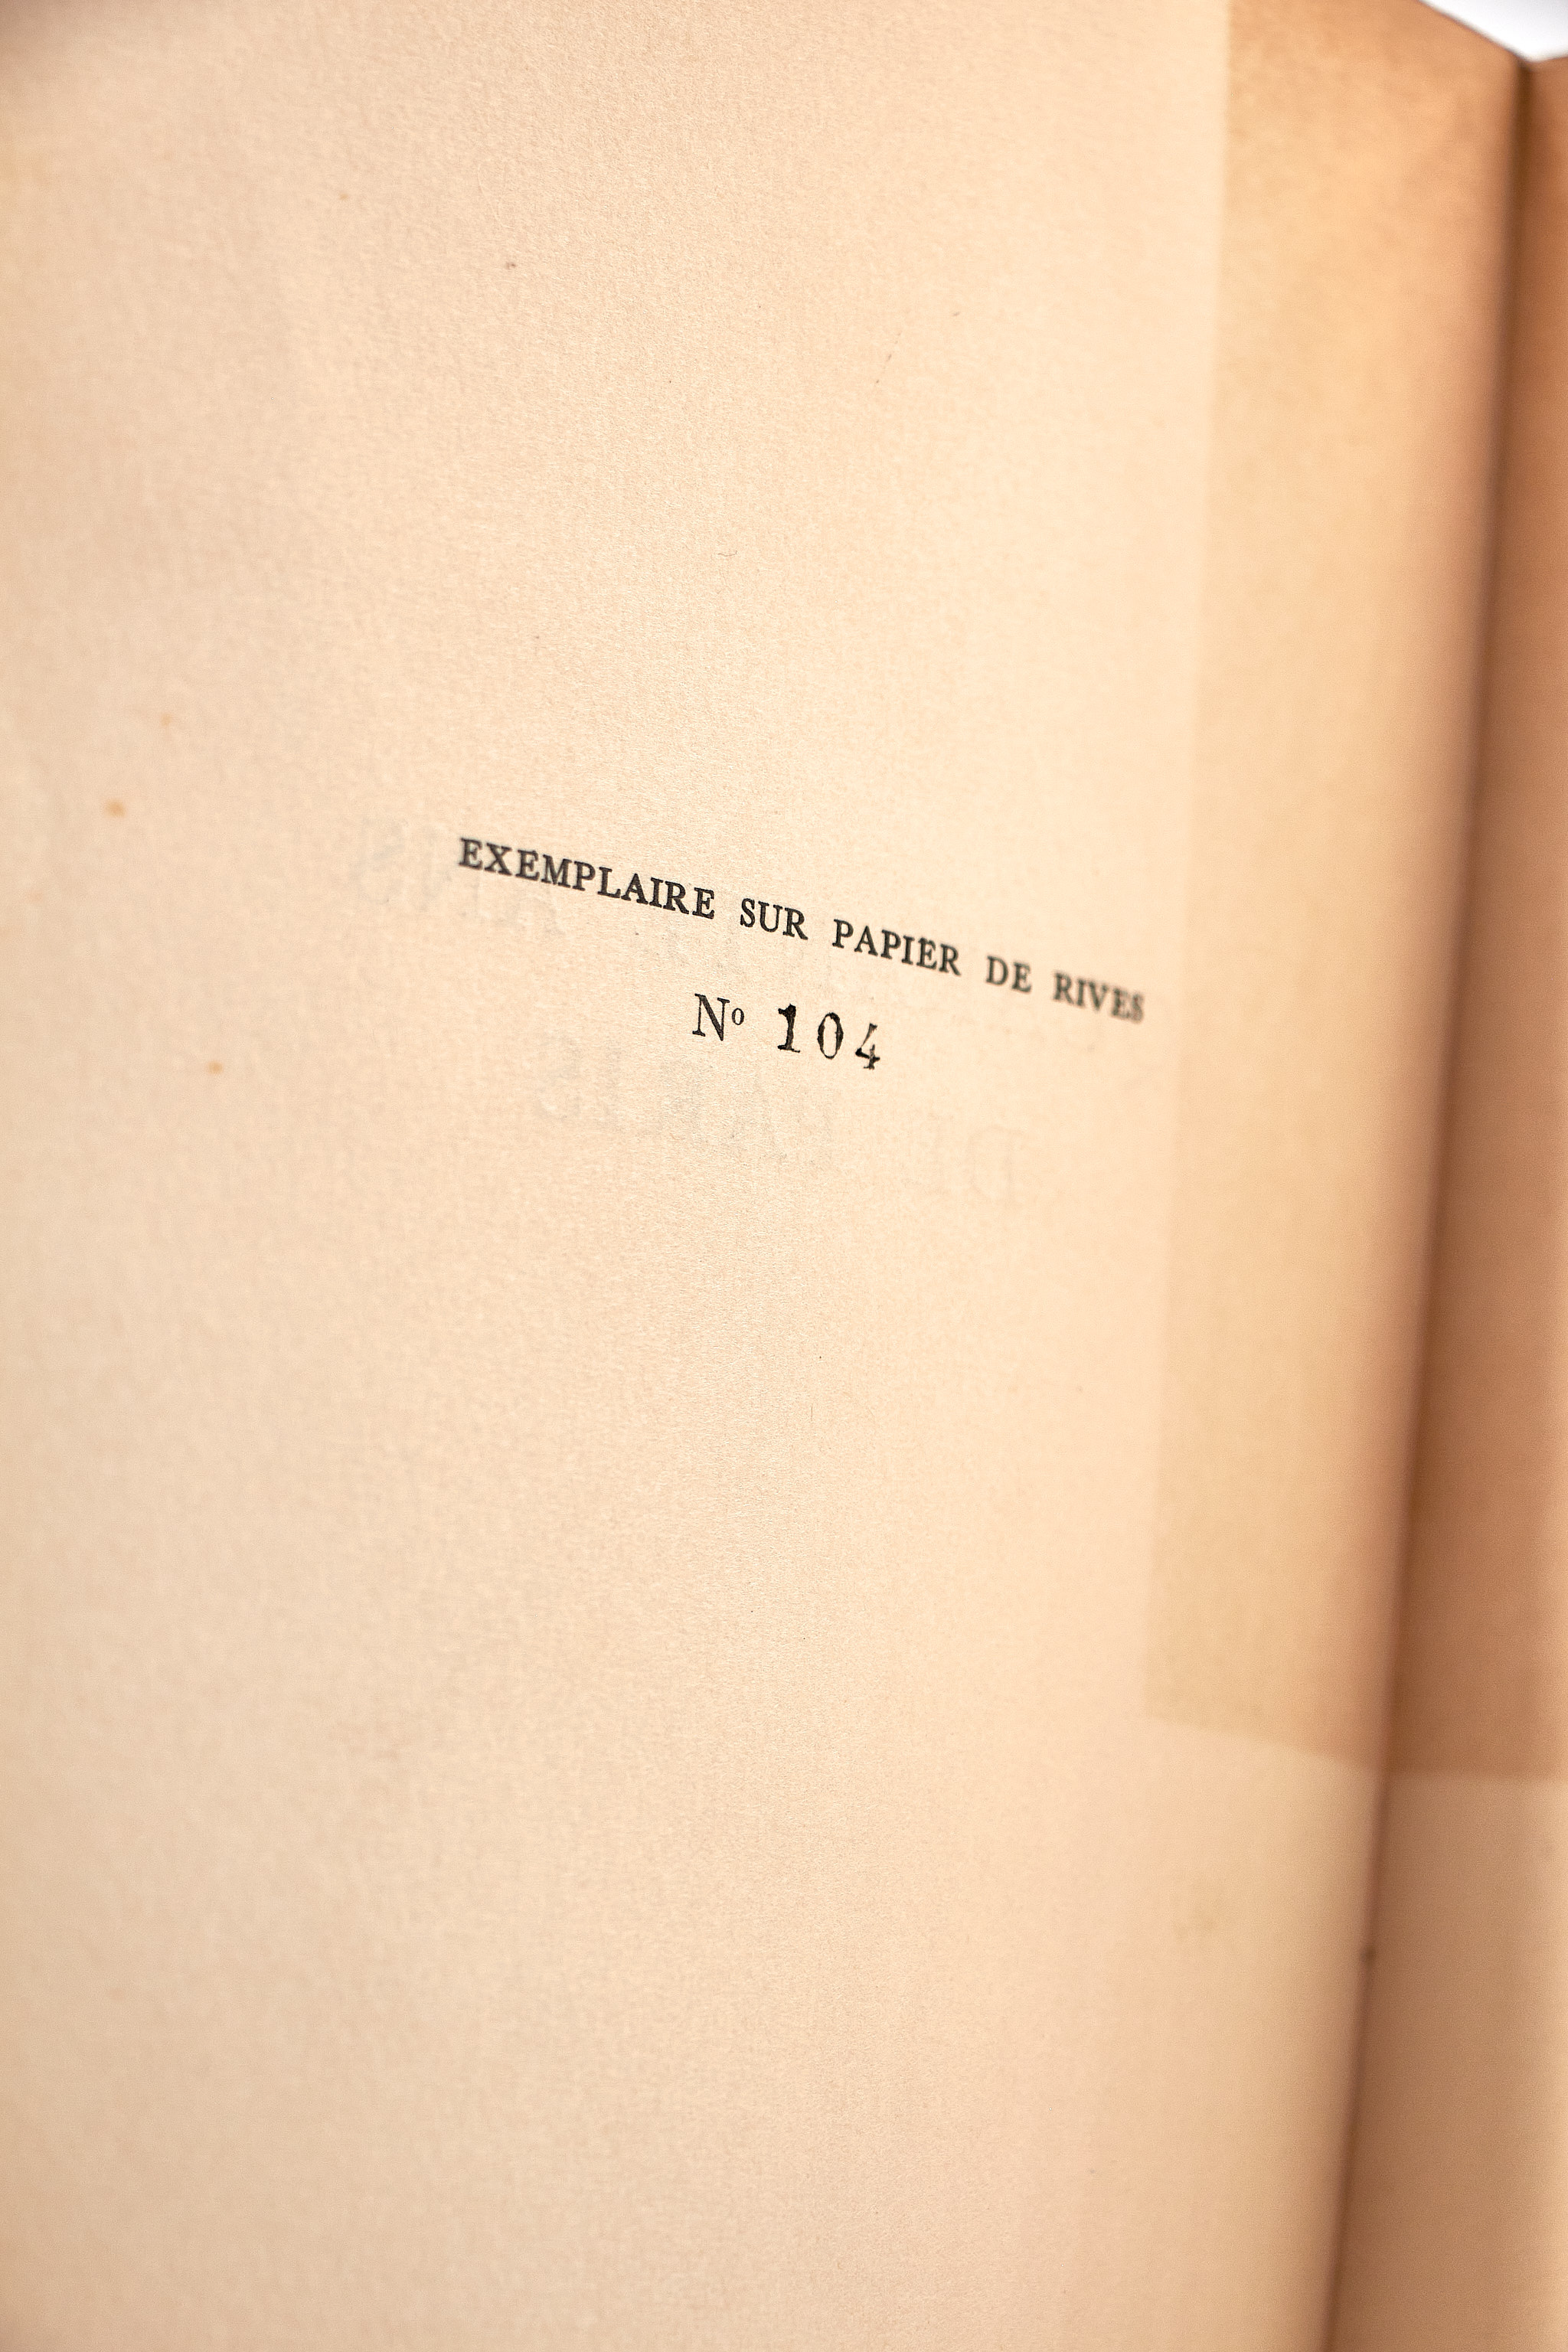 EXEMPLAIRE SUR PAPIER DE RIVES
Nº 104